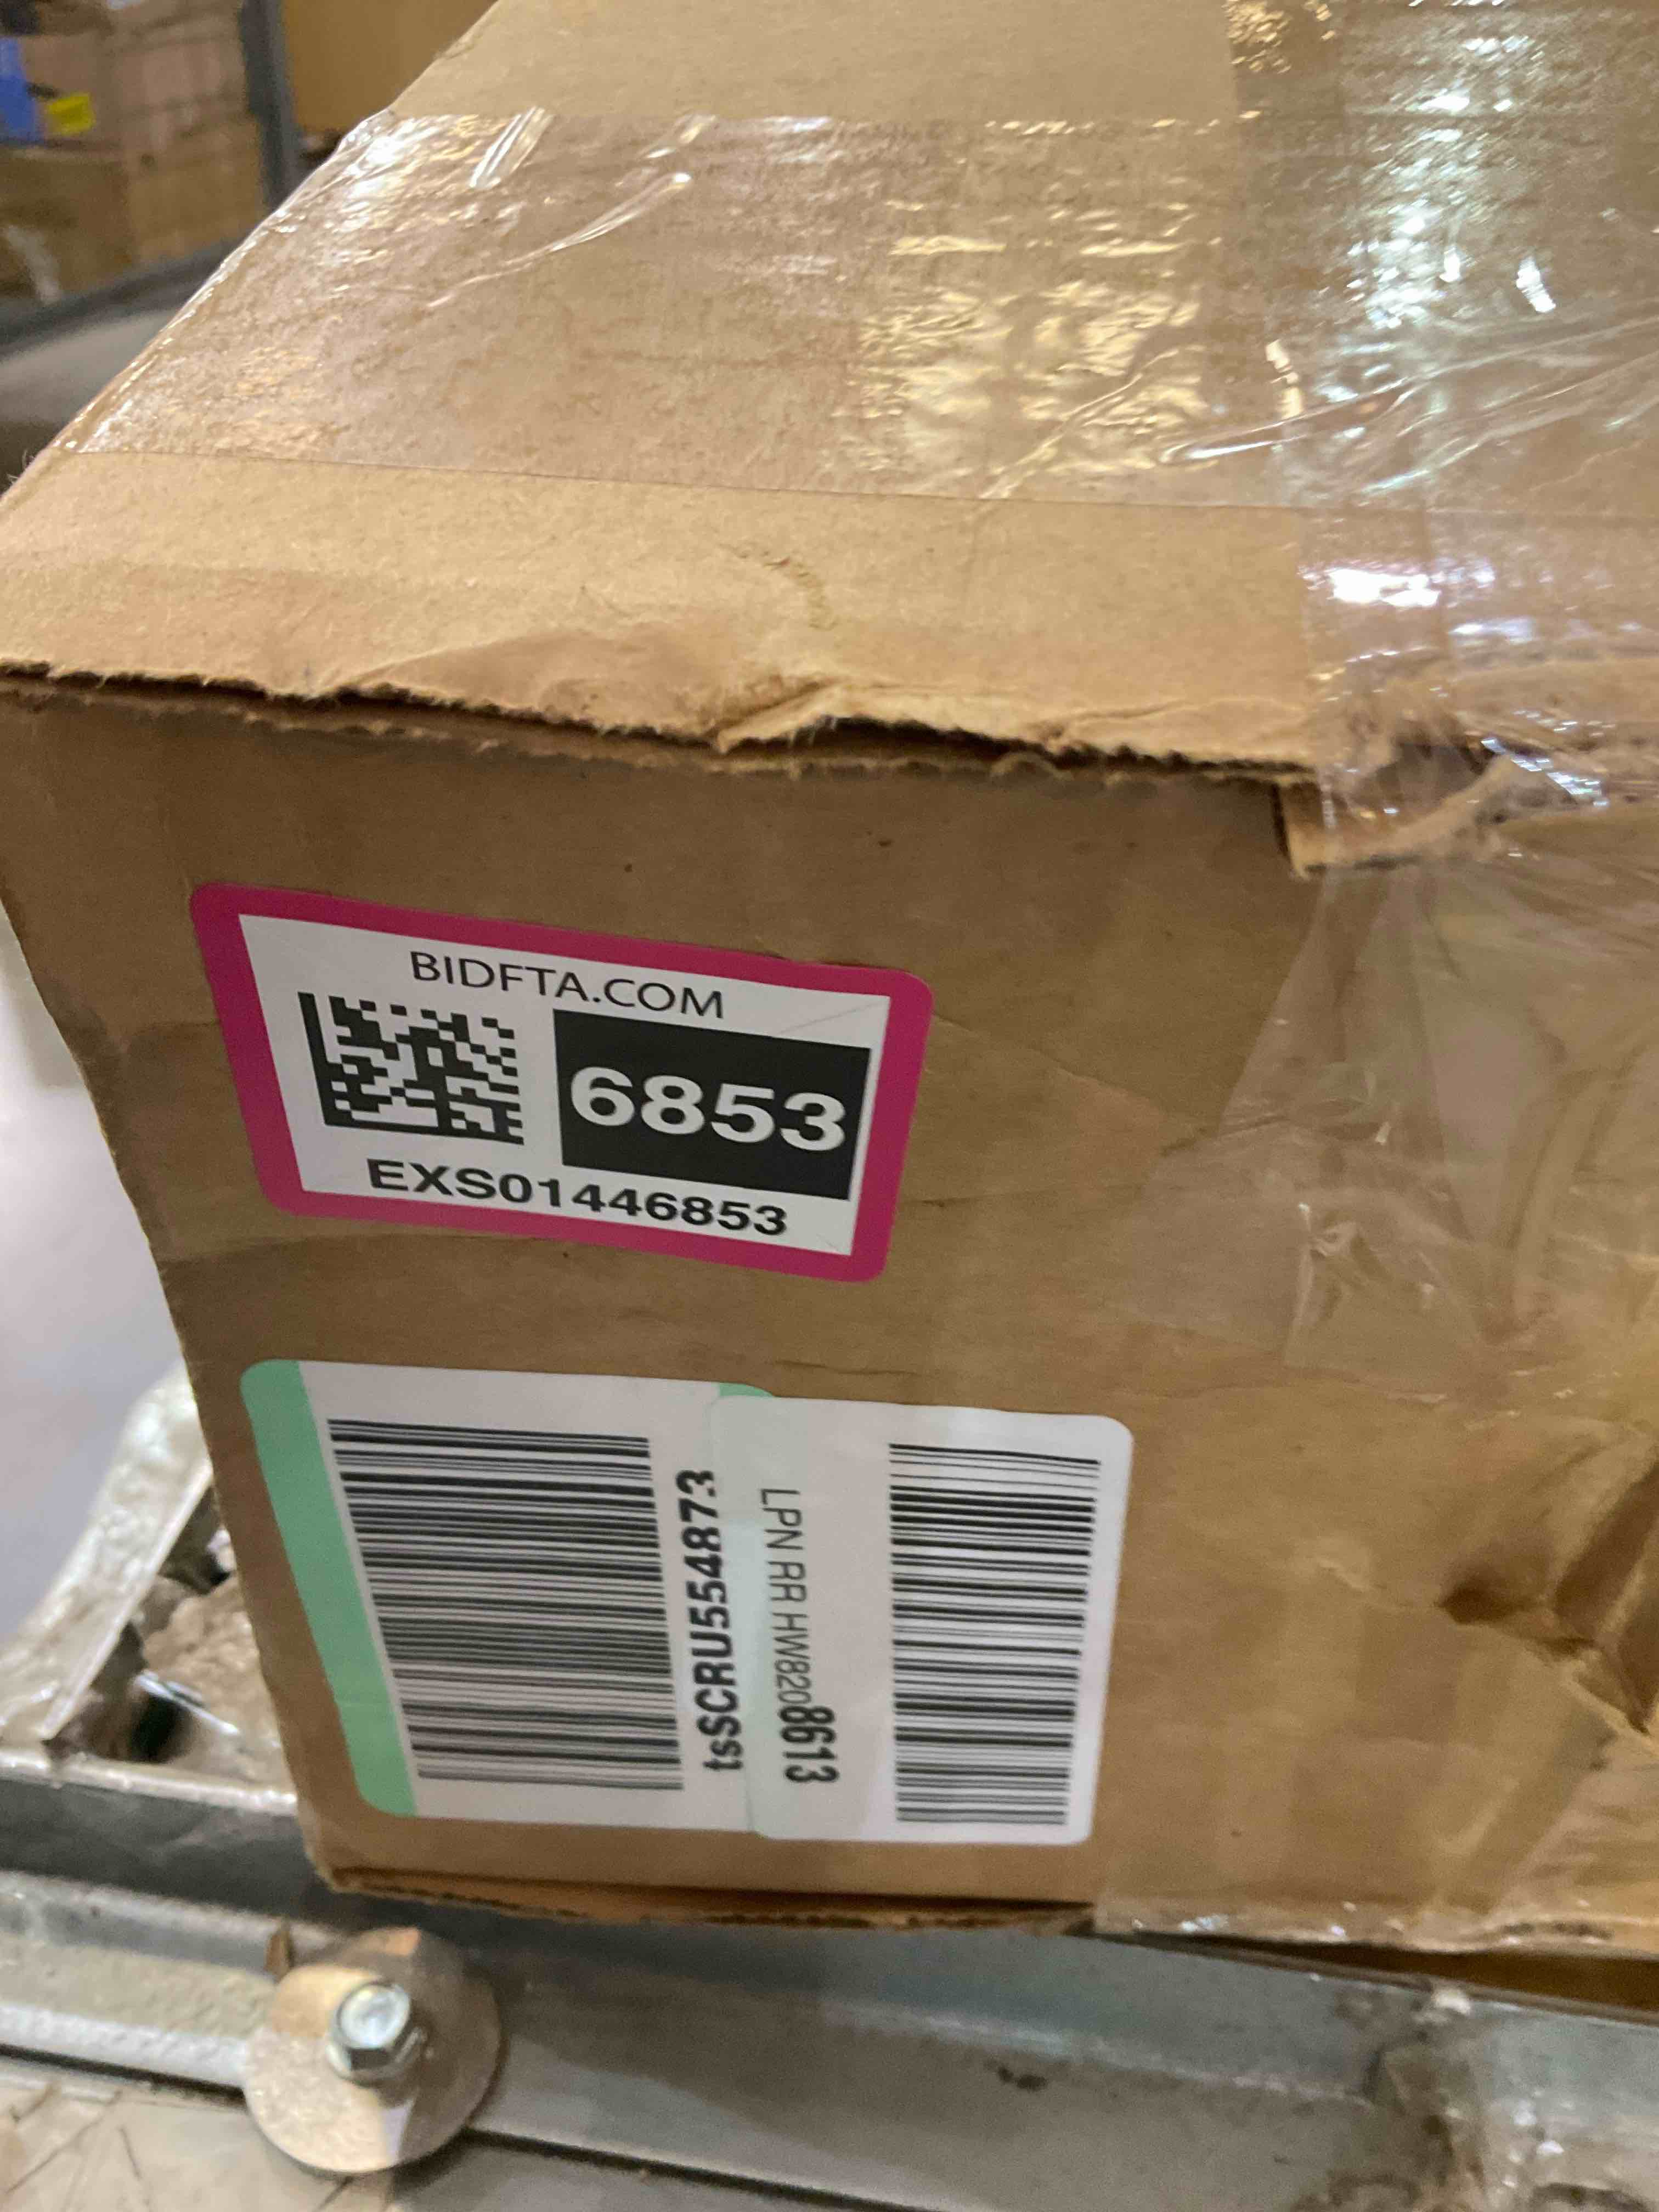 BIDFTA.COM
6853
EXS01446853
tsSCRU554873
LPN RR HW8208613